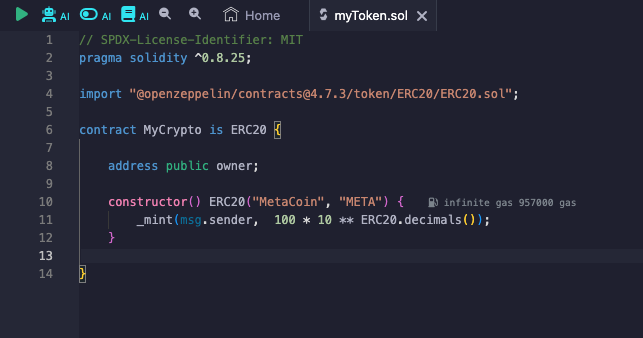 AI AI AI Home myToken.sol
1 // SPDX-License-Identifier: MIT
2 pragma solidity ^0.8.25;
3
4 import "@openzeppelin/contracts@4.7.3/token/ERC20/ERC20.sol";
5
6 contract MyCrypto is ERC20 {
7
8 address public owner;
9
10 constructor() ERC20("MetaCoin", "META") { infinite gas 957000 gas
11 _mint(msg.sender,  100 * 10 ** ERC20.decimals());
12 }
13
14 }